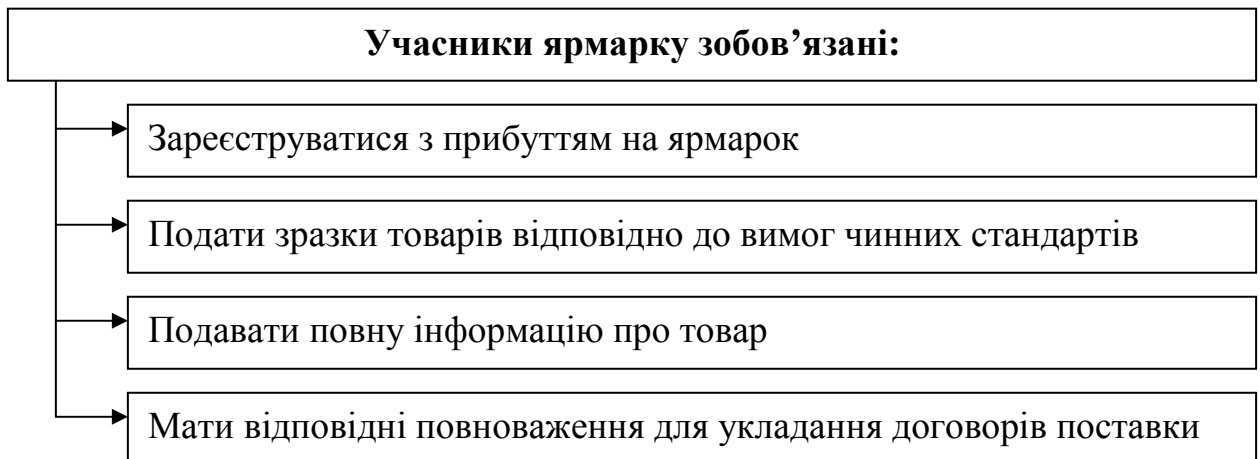 Учасники ярмарку зобов’язані:
Зареєструватися з прибуттям на ярмарок
Подати зразки товарів відповідно до вимог чинних стандартів
Подавати повну інформацію про товар
Мати відповідні повноваження для укладання договорів поставки